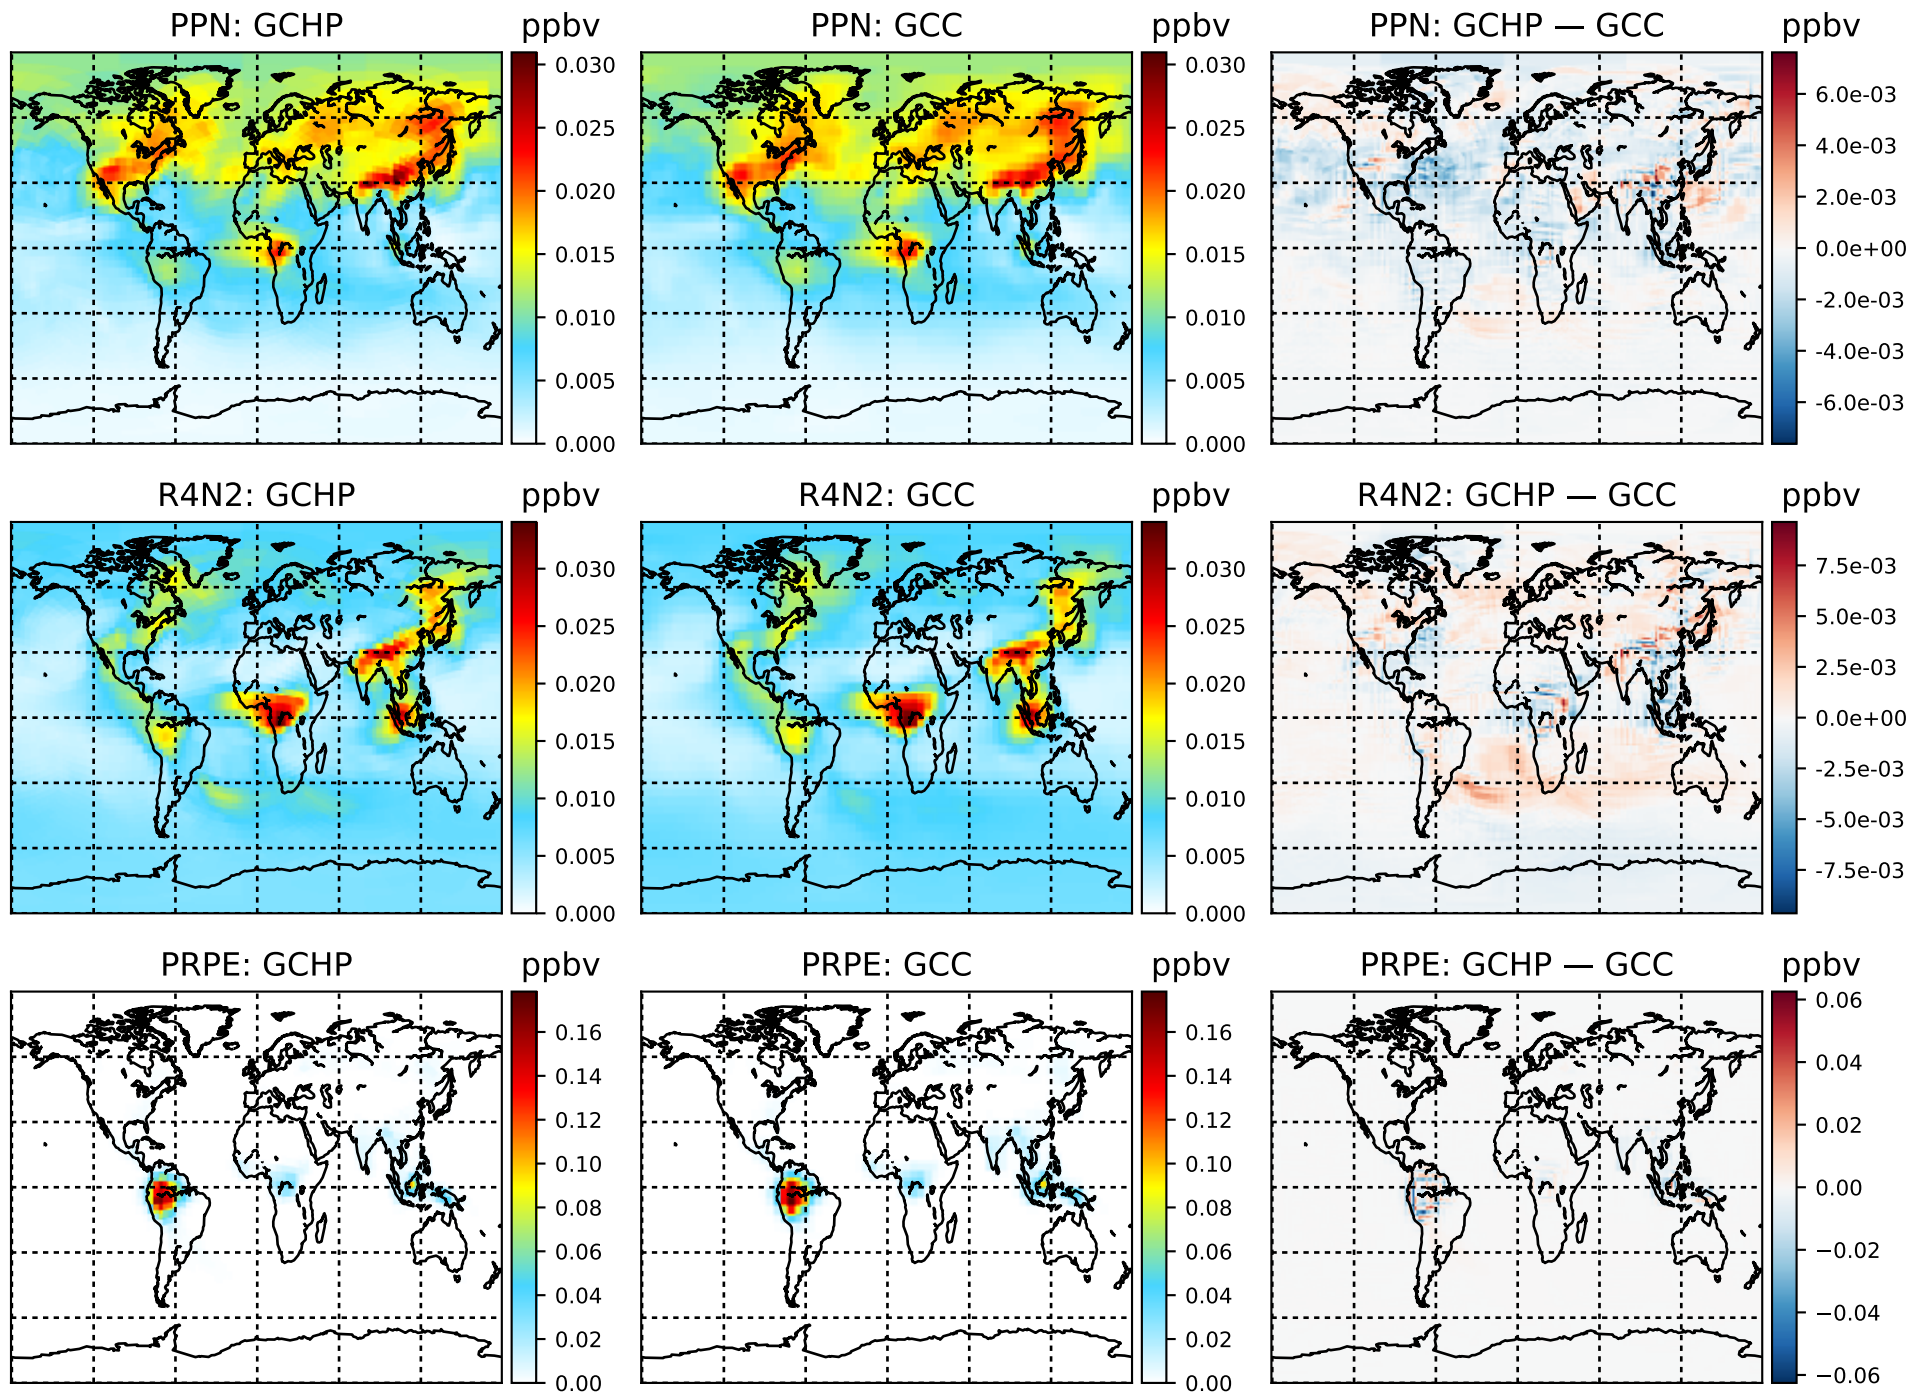 PPN: GCHP
ppbv
0.030
0.025
0.020
0.015
0.010
0.005
0.000
PPN: GCC
ppbv
0.030
0.025
0.020
0.015
0.010
0.005
0.000
PPN: GCHP — GCC
ppbv
6.0e-03
4.0e-03
2.0e-03
0.0e+00
-2.0e-03
-4.0e-03
-6.0e-03
R4N2: GCHP
ppbv
0.030
0.025
0.020
0.015
0.010
0.005
0.000
R4N2: GCC
ppbv
0.030
0.025
0.020
0.015
0.010
0.005
0.000
R4N2: GCHP — GCC
ppbv
7.5e-03
5.0e-03
2.5e-03
0.0e+00
-2.5e-03
-5.0e-03
-7.5e-03
PRPE: GCHP
ppbv
0.16
0.14
0.12
0.10
0.08
0.06
0.04
0.02
0.00
PRPE: GCC
ppbv
0.16
0.14
0.12
0.10
0.08
0.06
0.04
0.02
0.00
PRPE: GCHP — GCC
ppbv
0.06
0.04
0.02
0.00
−0.02
−0.04
−0.06